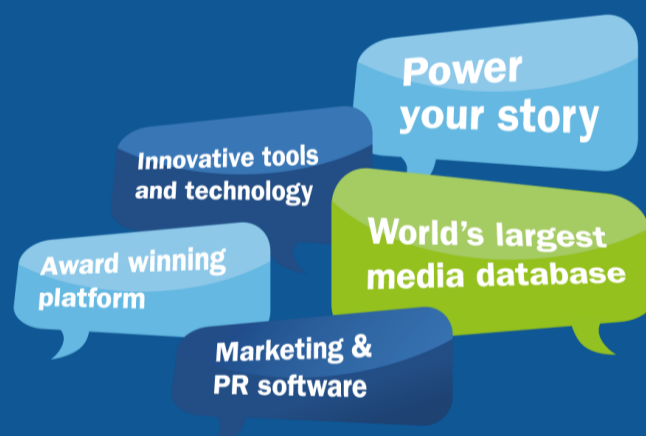 Power
your story
Innovative tools
and technology
World's largest
media database
Award winning
platform
Marketing &
PR software